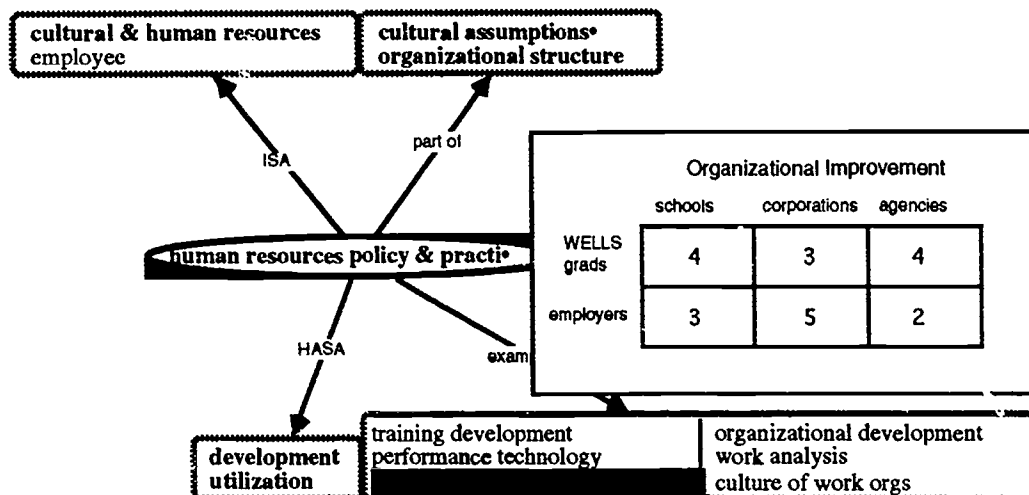 cultural & human resources
employee
cultural assumptions•
organizational structure
ISA
part of
Organizational Improvement
schools corporations agencies
WELLS
grads
4 3 4
employers
3 5 2
human resources policy & practi•
HASA
exam
development
utilization
training development
performance technology
organizational development
work analysis
culture of work orgs